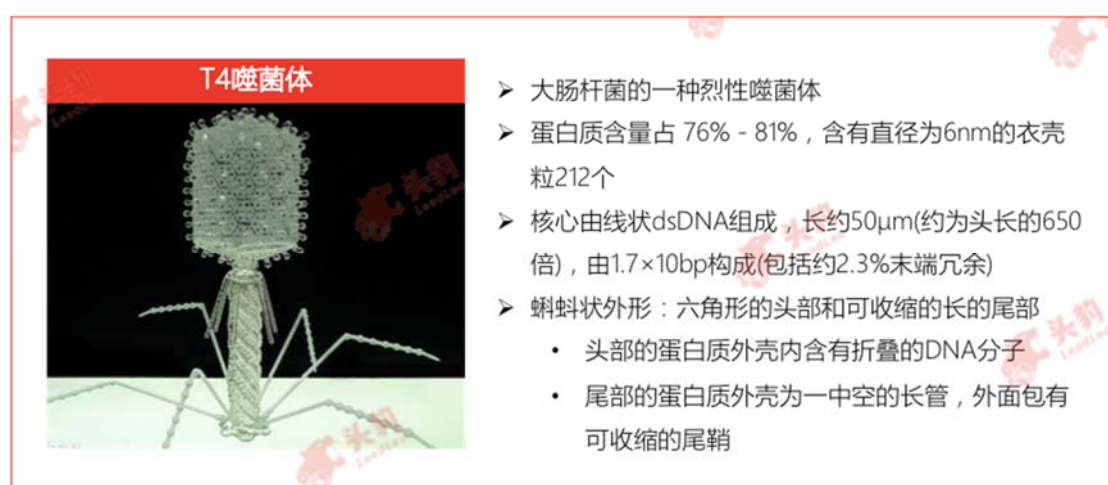 T4噬菌体
➢ 大肠杆菌的一种烈性噬菌体
➢ 蛋白质含量占 76% - 81%，含有直径为6nm的衣壳
粒212个
➢ 核心由线状dsDNA组成，长约50μm(约为头长的650
倍)，由1.7×10bp构成(包括约2.3%末端冗余)
➢ 蝌蚪状外形：六角形的头部和可收缩的长的尾部
• 头部的蛋白质外壳内含有折叠的DNA分子
• 尾部的蛋白质外壳为一中空的长管，外面包有
可收缩的尾鞘
头豹
LeadLeo